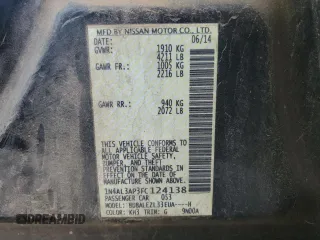 MFD BY NISSAN MOTOR CO., LTD.
DATE: 06/14
GVWR: 1910 KG
4211 LB
GAWR FR: 1005 KG
2216 LB
GAWR RR: 940 KG
2072 LB
THIS VEHICLE CONFORMS TO
ALL APPLICABLE FEDERAL
MOTOR VEHICLE SAFETY,
BUMPER, AND THEFT PREVENTION
STANDARDS IN EFFECT ON
THE DATE OF MANUFACTURE
SHOWN ABOVE.
1N4AL3AP3FC124138
PASSENGER CAR
MODEL: H
COLOR: KH3 TRIM: G